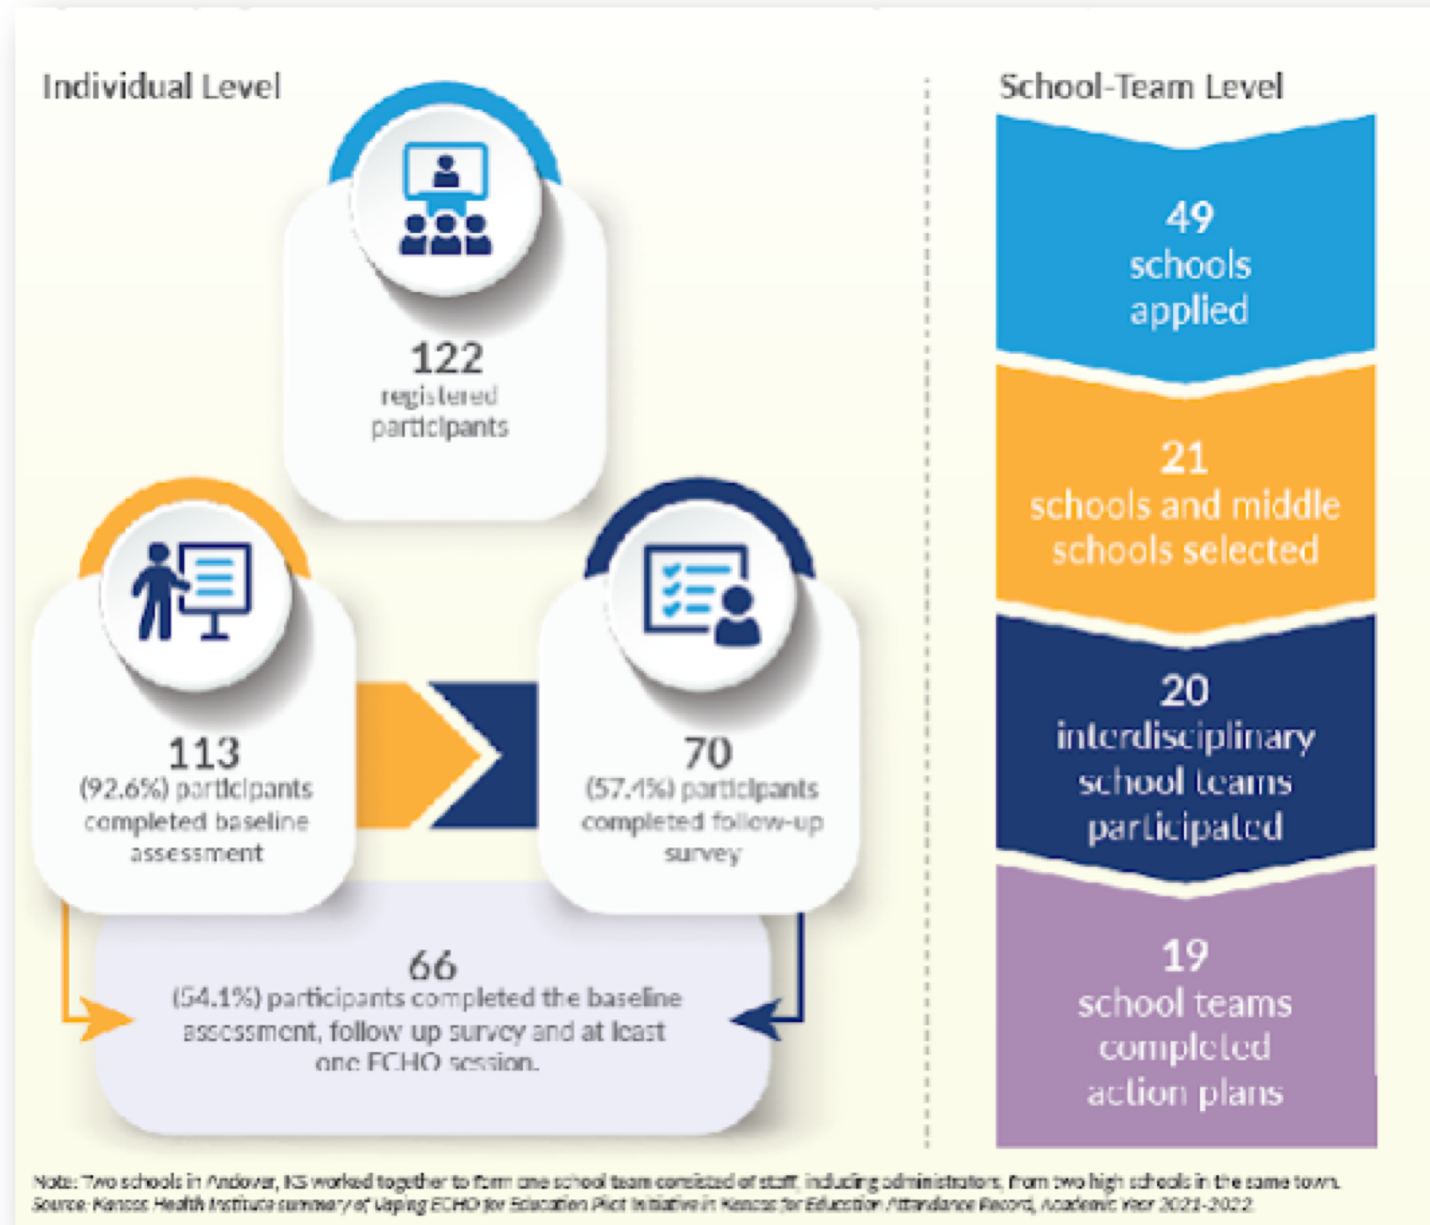 Individual Level
122
registered
participants
113
(92.6%) participants
completed baseline
assessment
70
(57.4%) participants
completed follow-up
survey
66
(54.1%) participants completed the baseline
assessment, follow up survey and at least
one ECHO session.
School-Team Level
49
schools
applied
21
schools and middle
schools selected
20
interdisciplinary
school teams
participated
19
school teams
completed
action plans
Note: Two schools in Andover, KS worked together to form one school team consisted of staff, including administrators, from two high schools in the same town.
Source: Kansas Health Institute summary of Vaping ECHO for Education Pilot Initiative in Kansas for Education Attendance Record, Academic Year 2021-2022.